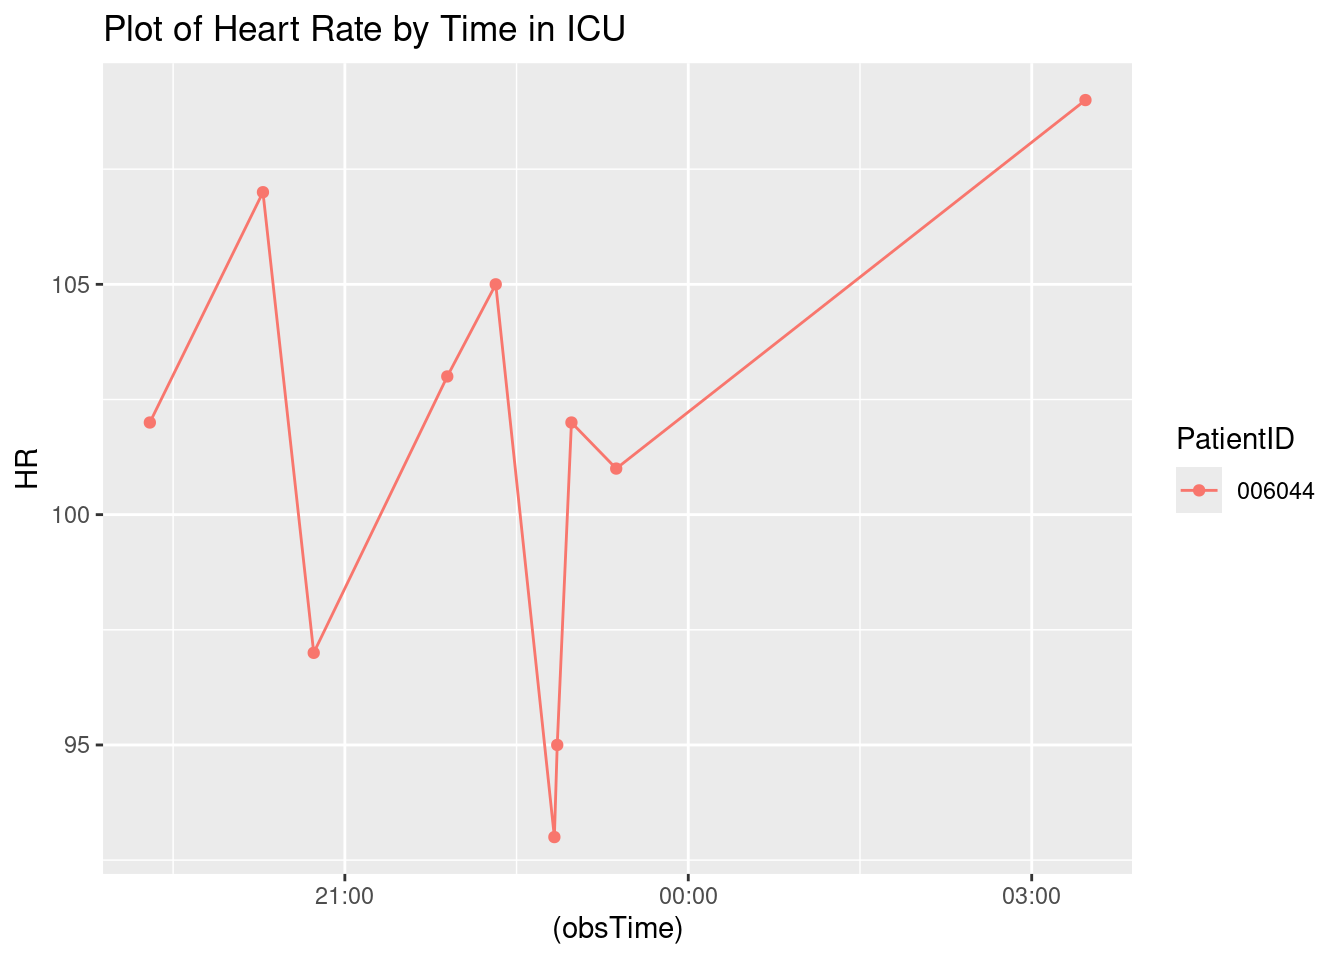 Plot of Heart Rate by Time in ICU
HR
105
100
95
21:00 00:00 03:00
(obsTime)
PatientID
006044